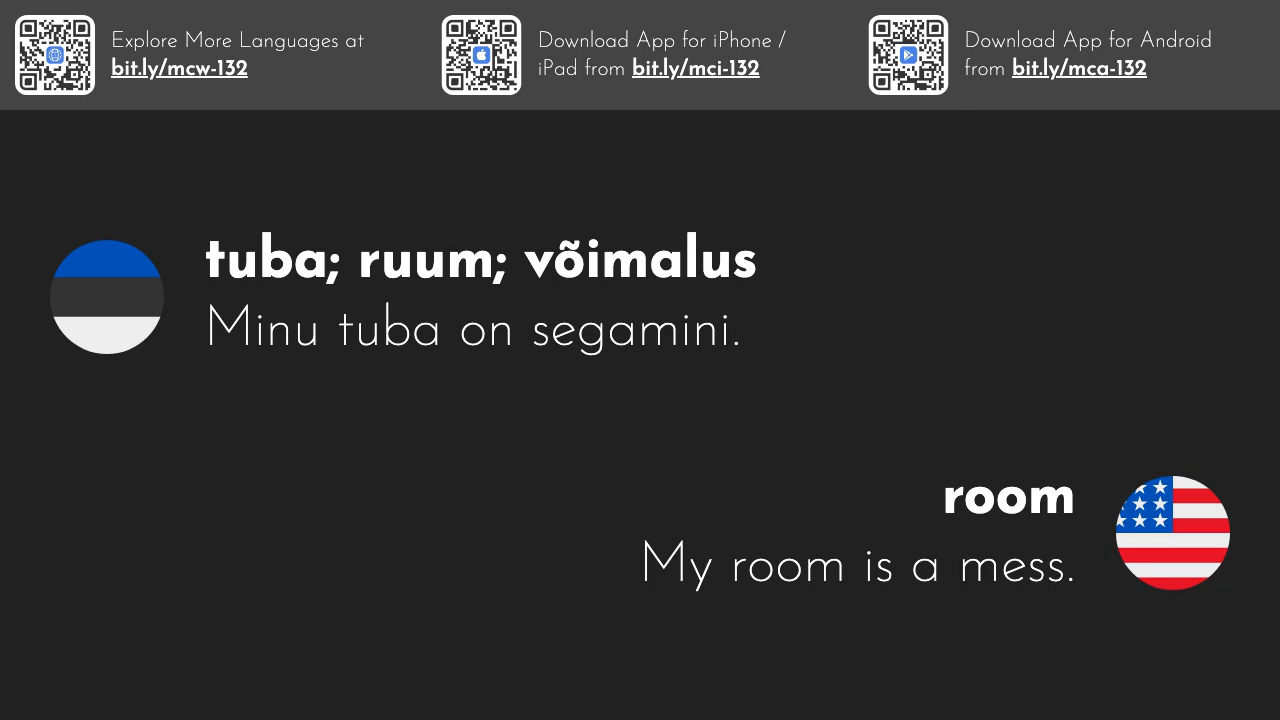 Explore More Languages at
bit.ly/mcw-132
Download App for iPhone /
iPad from bit.ly/mci-132
Download App for Android
from bit.ly/mca-132
tuba; ruum; võimalus
Minu tuba on segamini.
room
My room is a mess.